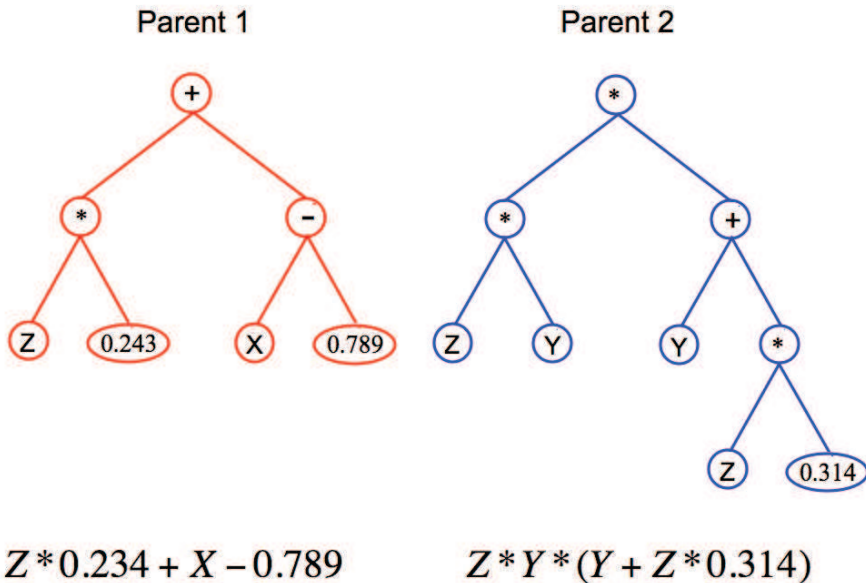 Parent 1 Parent 2
+ *
* - * +
Z 0.243 X 0.789 Z Y Y *
Z 0.314
Z * 0.234 + X − 0.789 Z * Y * (Y + Z * 0.314)